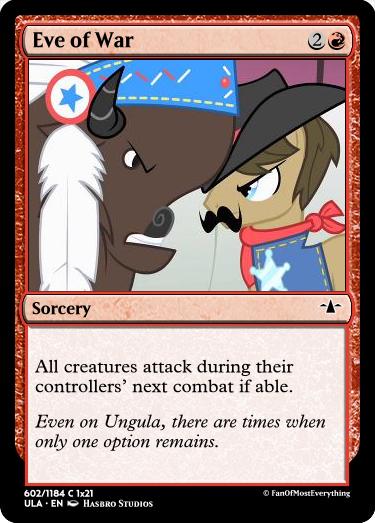 Eve of War 2
Sorcery
All creatures attack during their
controllers' next combat if able.
Even on Ungula, there are times when
only one option remains.
602/1184 C 1x21
ULA • EN HASBRO STUDIOS
© FanOfMostEverything